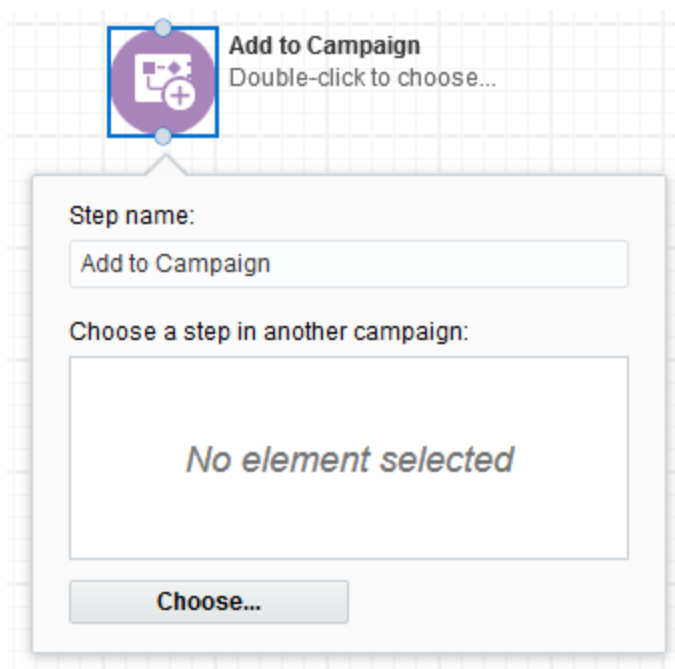 Add to Campaign
Double-click to choose...
Step name:
Add to Campaign
Choose a step in another campaign:
No element selected
Choose...